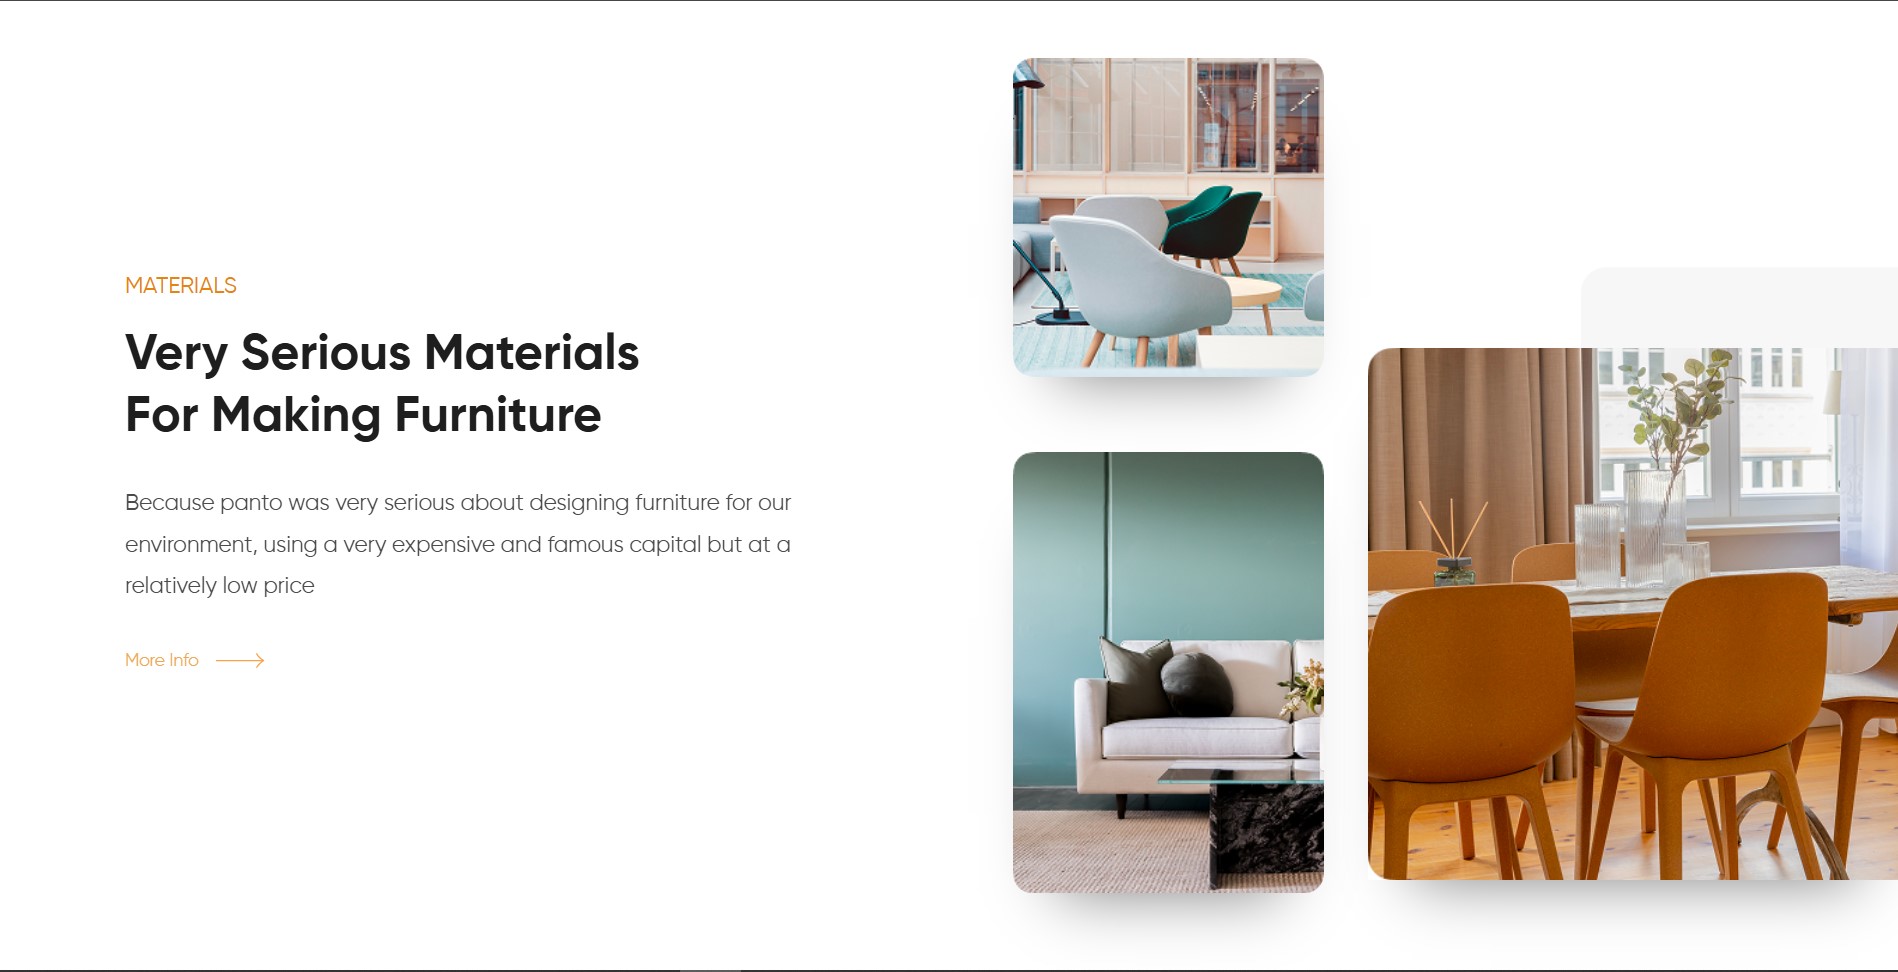 MATERIALS
Very Serious Materials
For Making Furniture
Because panto was very serious about designing furniture for our
environment, using a very expensive and famous capital but at a
relatively low price
More Info